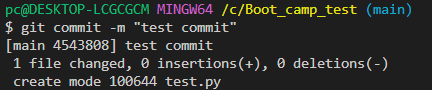 pc@DESKTOP-LCGCGCM MINGW64 /c/Boot_camp_test (main)
$ git commit -m "test commit"
[main 4543808] test commit
 1 file changed, 0 insertions(+), 0 deletions(-)
 create mode 100644 test.py